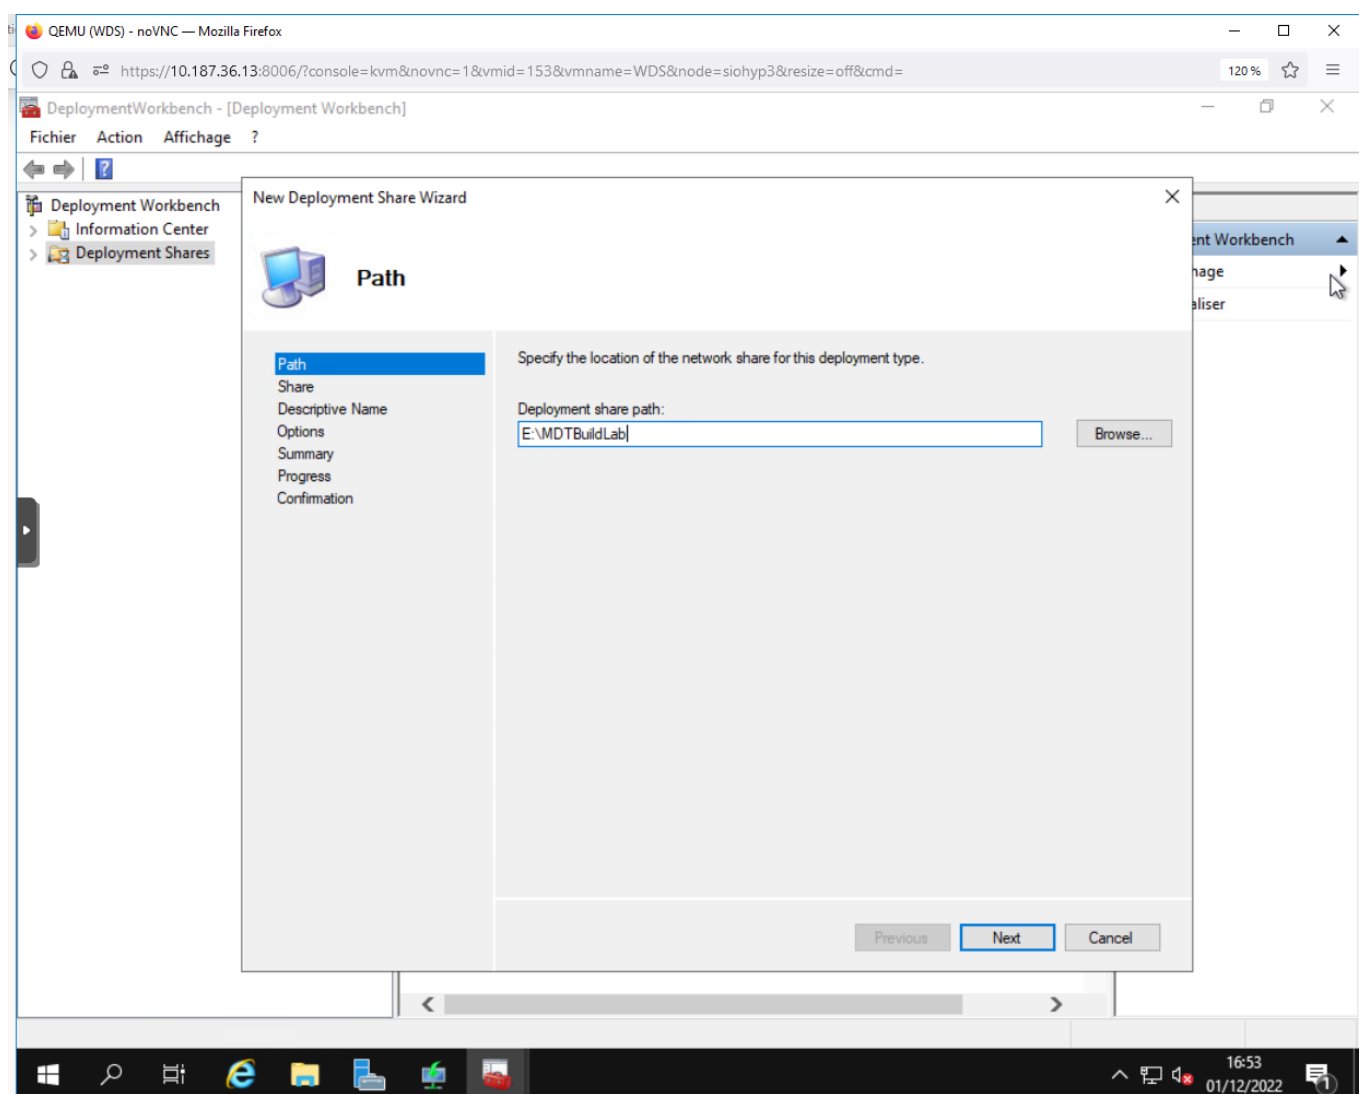 QEMU (WDS) - noVNC — Mozilla Firefox
https://10.187.36.13:8006/?console=kvm&novnc=1&vmid=153&vmname=WDS&node=siohyp3&resize=off&cmd=
120 %
DeploymentWorkbench - [Deployment Workbench]
Fichier Action Affichage ?
Deployment Workbench
Information Center
Deployment Shares
New Deployment Share Wizard
Path
Path
Share
Descriptive Name
Options
Summary
Progress
Confirmation
Specify the location of the network share for this deployment type.
Deployment share path:
E:\MDTBuildLab
Browse...
Previous Next Cancel
ent Workbench
hage
aliser
16:53
01/12/2022
1